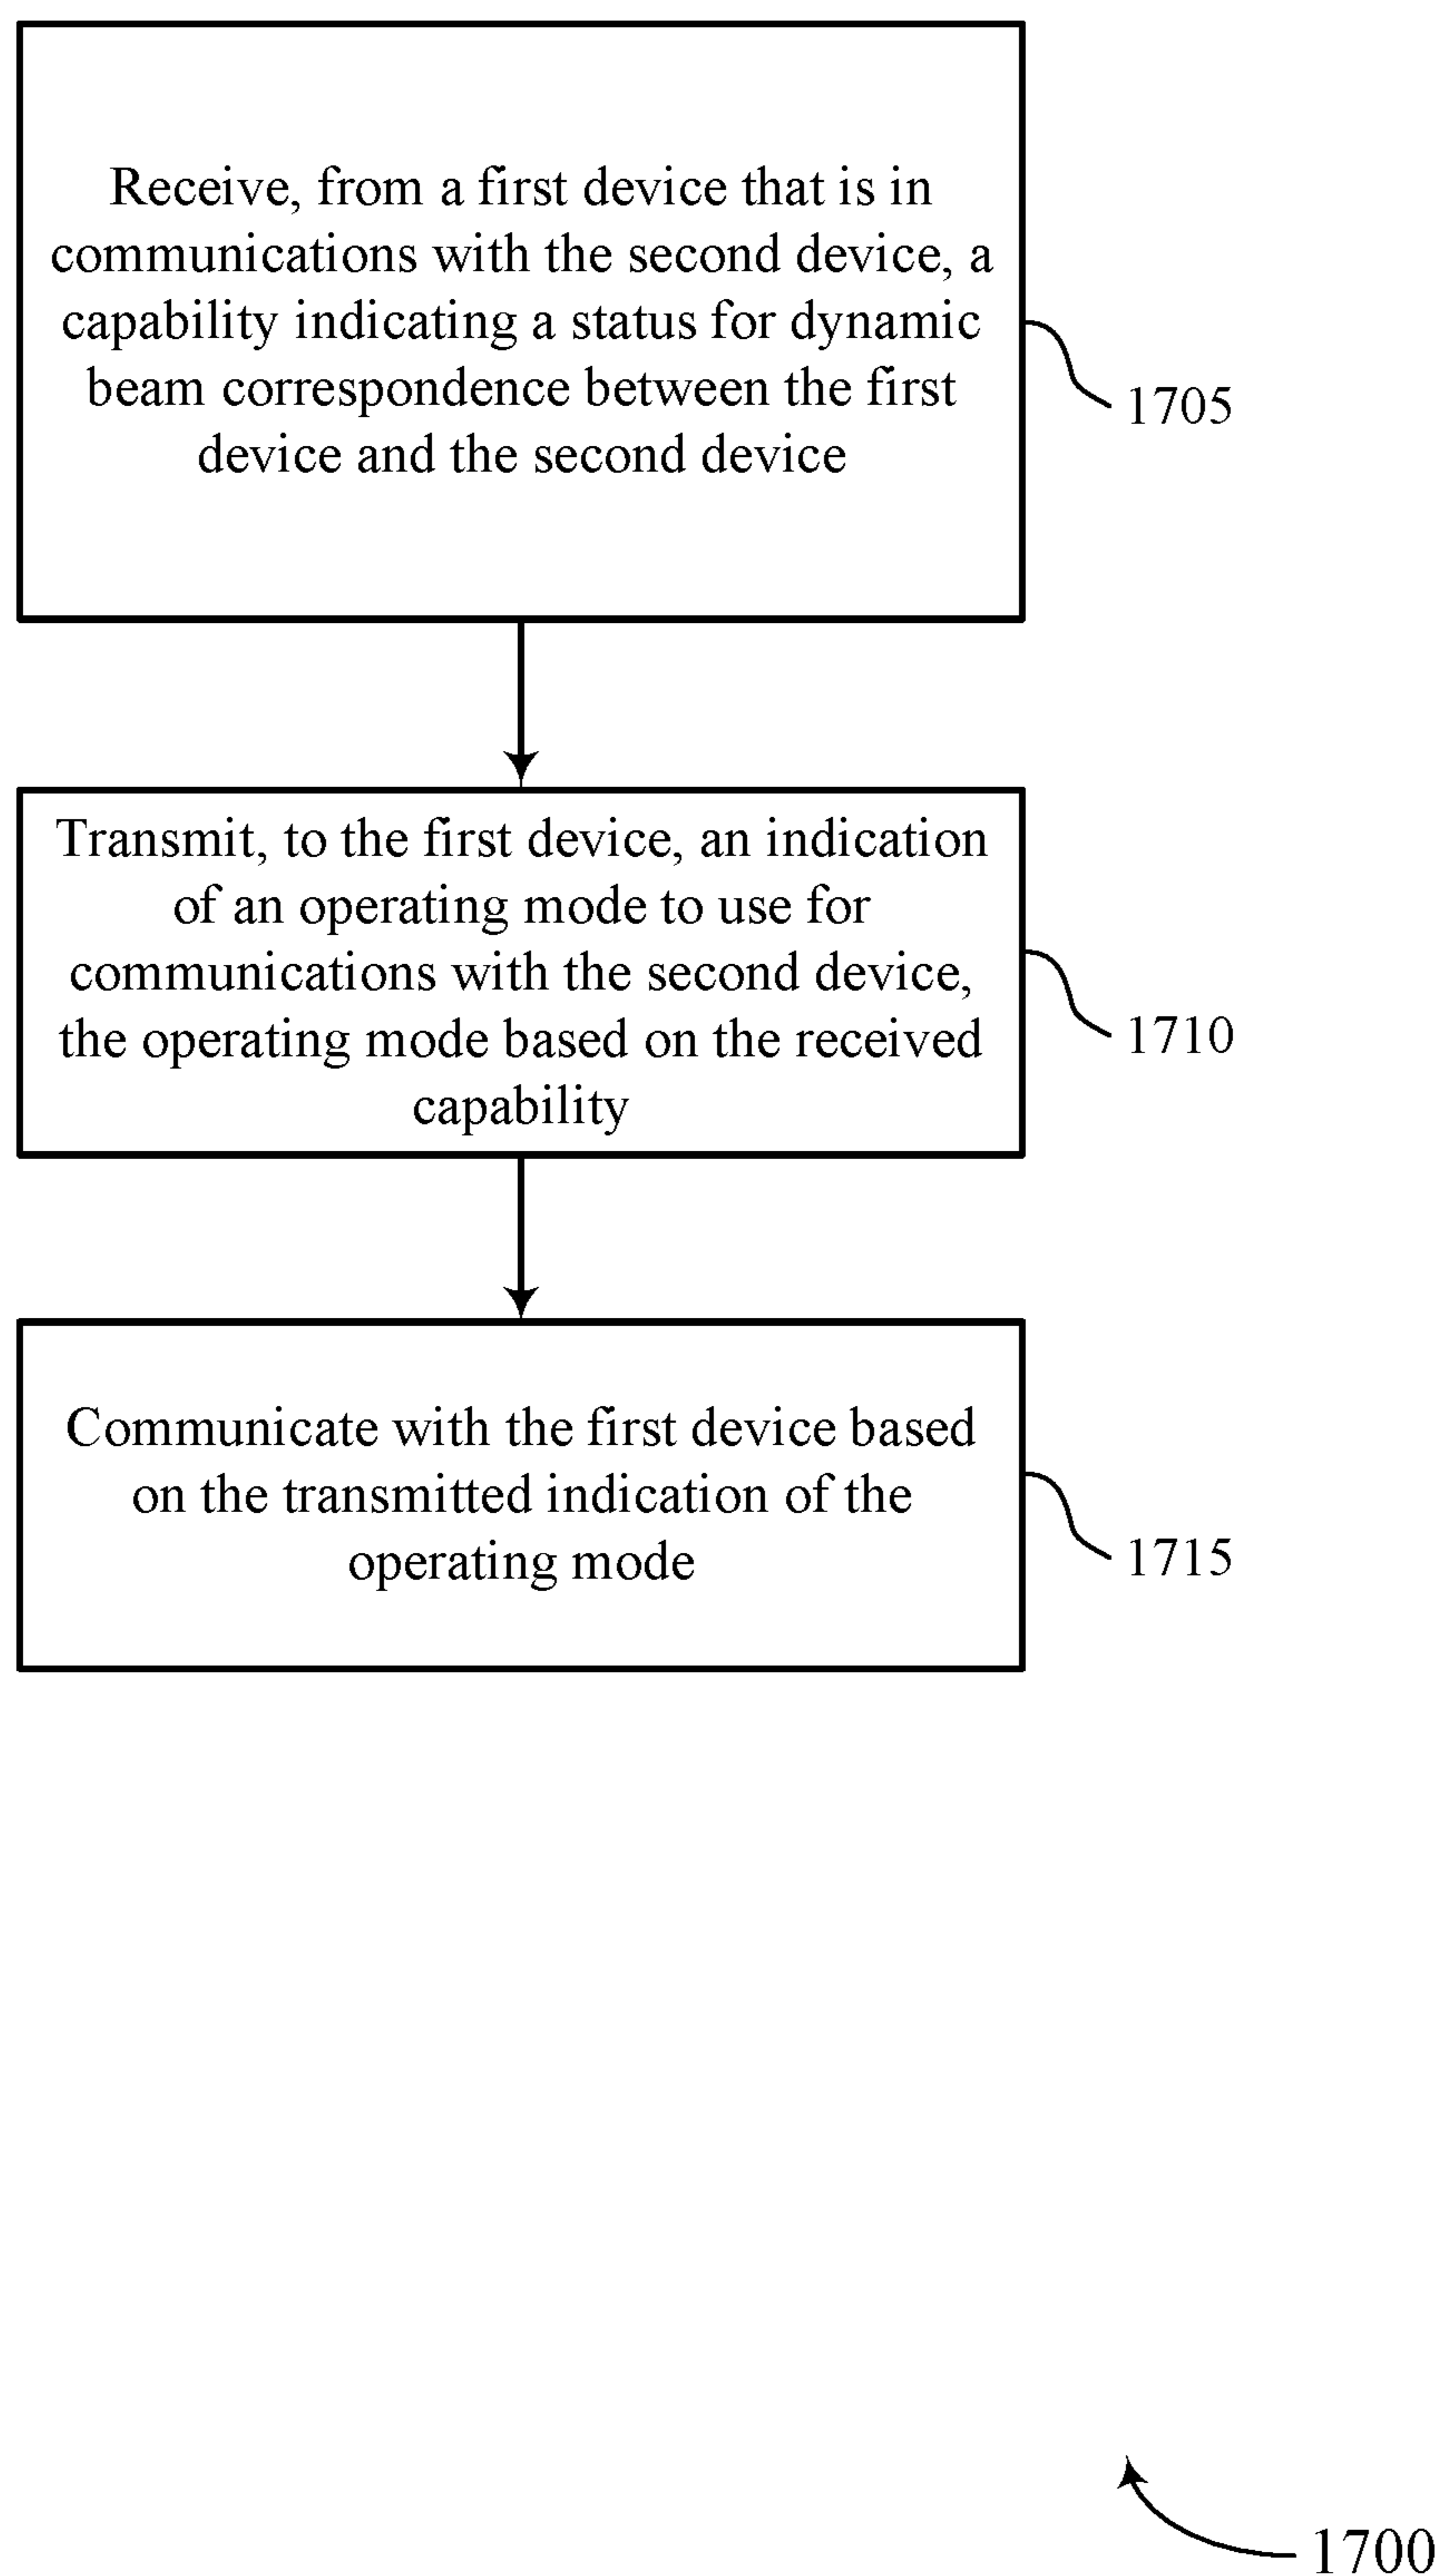 Receive, from a first device that is in
communications with the second device, a
capability indicating a status for dynamic
beam correspondence between the first
device and the second device
1705
Transmit, to the first device, an indication
of an operating mode to use for
communications with the second device,
the operating mode based on the received
capability
1710
Communicate with the first device based
on the transmitted indication of the
operating mode
1715
1700